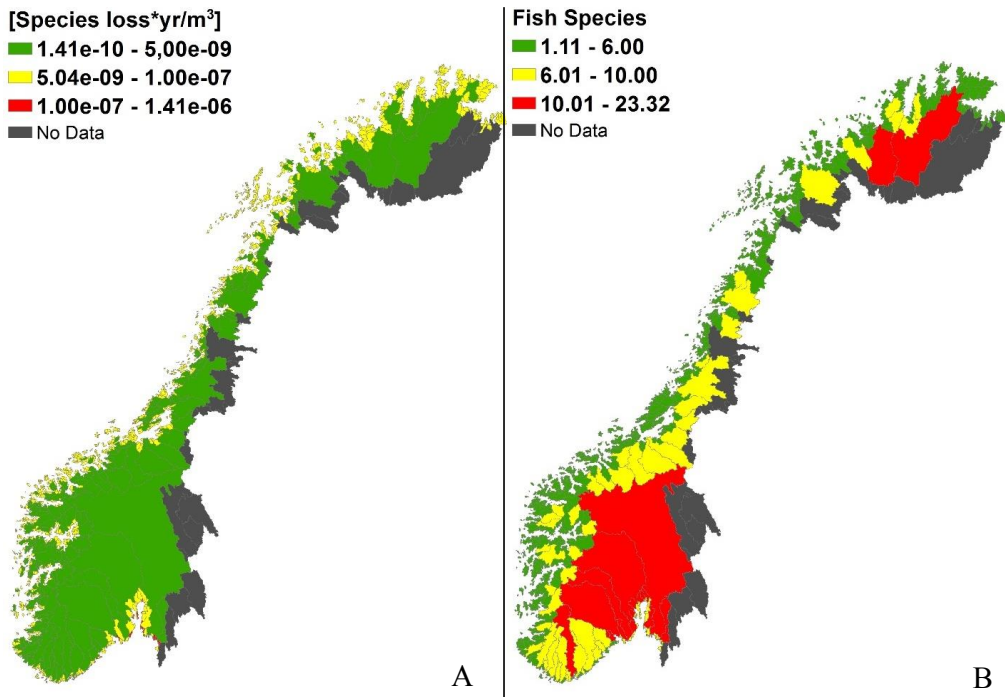 [Species loss*yr/m³]
1.41e-10 - 5,00e-09
5.04e-09 - 1.00e-07
1.00e-07 - 1.41e-06
No Data
A
Fish Species
1.11 - 6.00
6.01 - 10.00
10.01 - 23.32
No Data
B